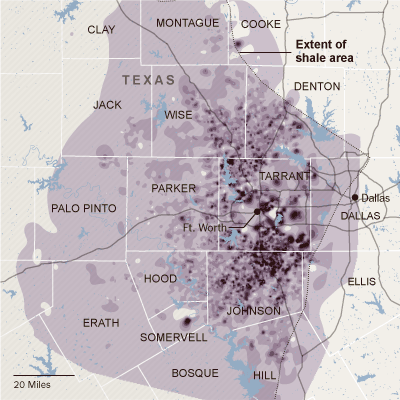 MONTAGUE
COOKE
CLAY
Extent of
shale area
TEXAS
DENTON
JACK
WISE
TARRANT
PARKER
Dallas
PALO PINTO
DALLAS
Ft. Worth
HOOD
ELLIS
JOHNSON
ERATH
SOMERVELL
BOSQUE
HILL
20 Miles